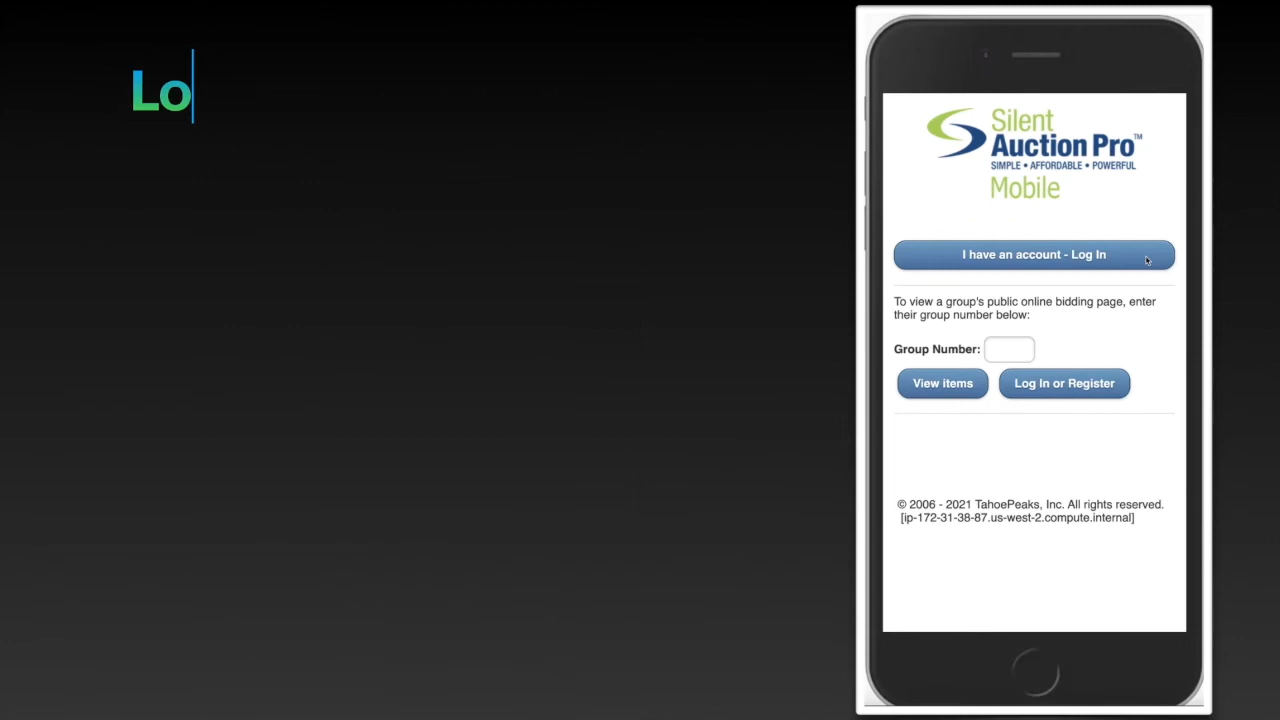 Lo
Silent
Auction Pro™
SIMPLE • AFFORDABLE • POWERFUL
Mobile
I have an account - Log In
To view a group's public online bidding page, enter
their group number below:
Group Number:
View items
Log In or Register
© 2006 - 2021 TahoePeaks, Inc. All rights reserved.
[ip-172-31-38-87.us-west-2.compute.internal]